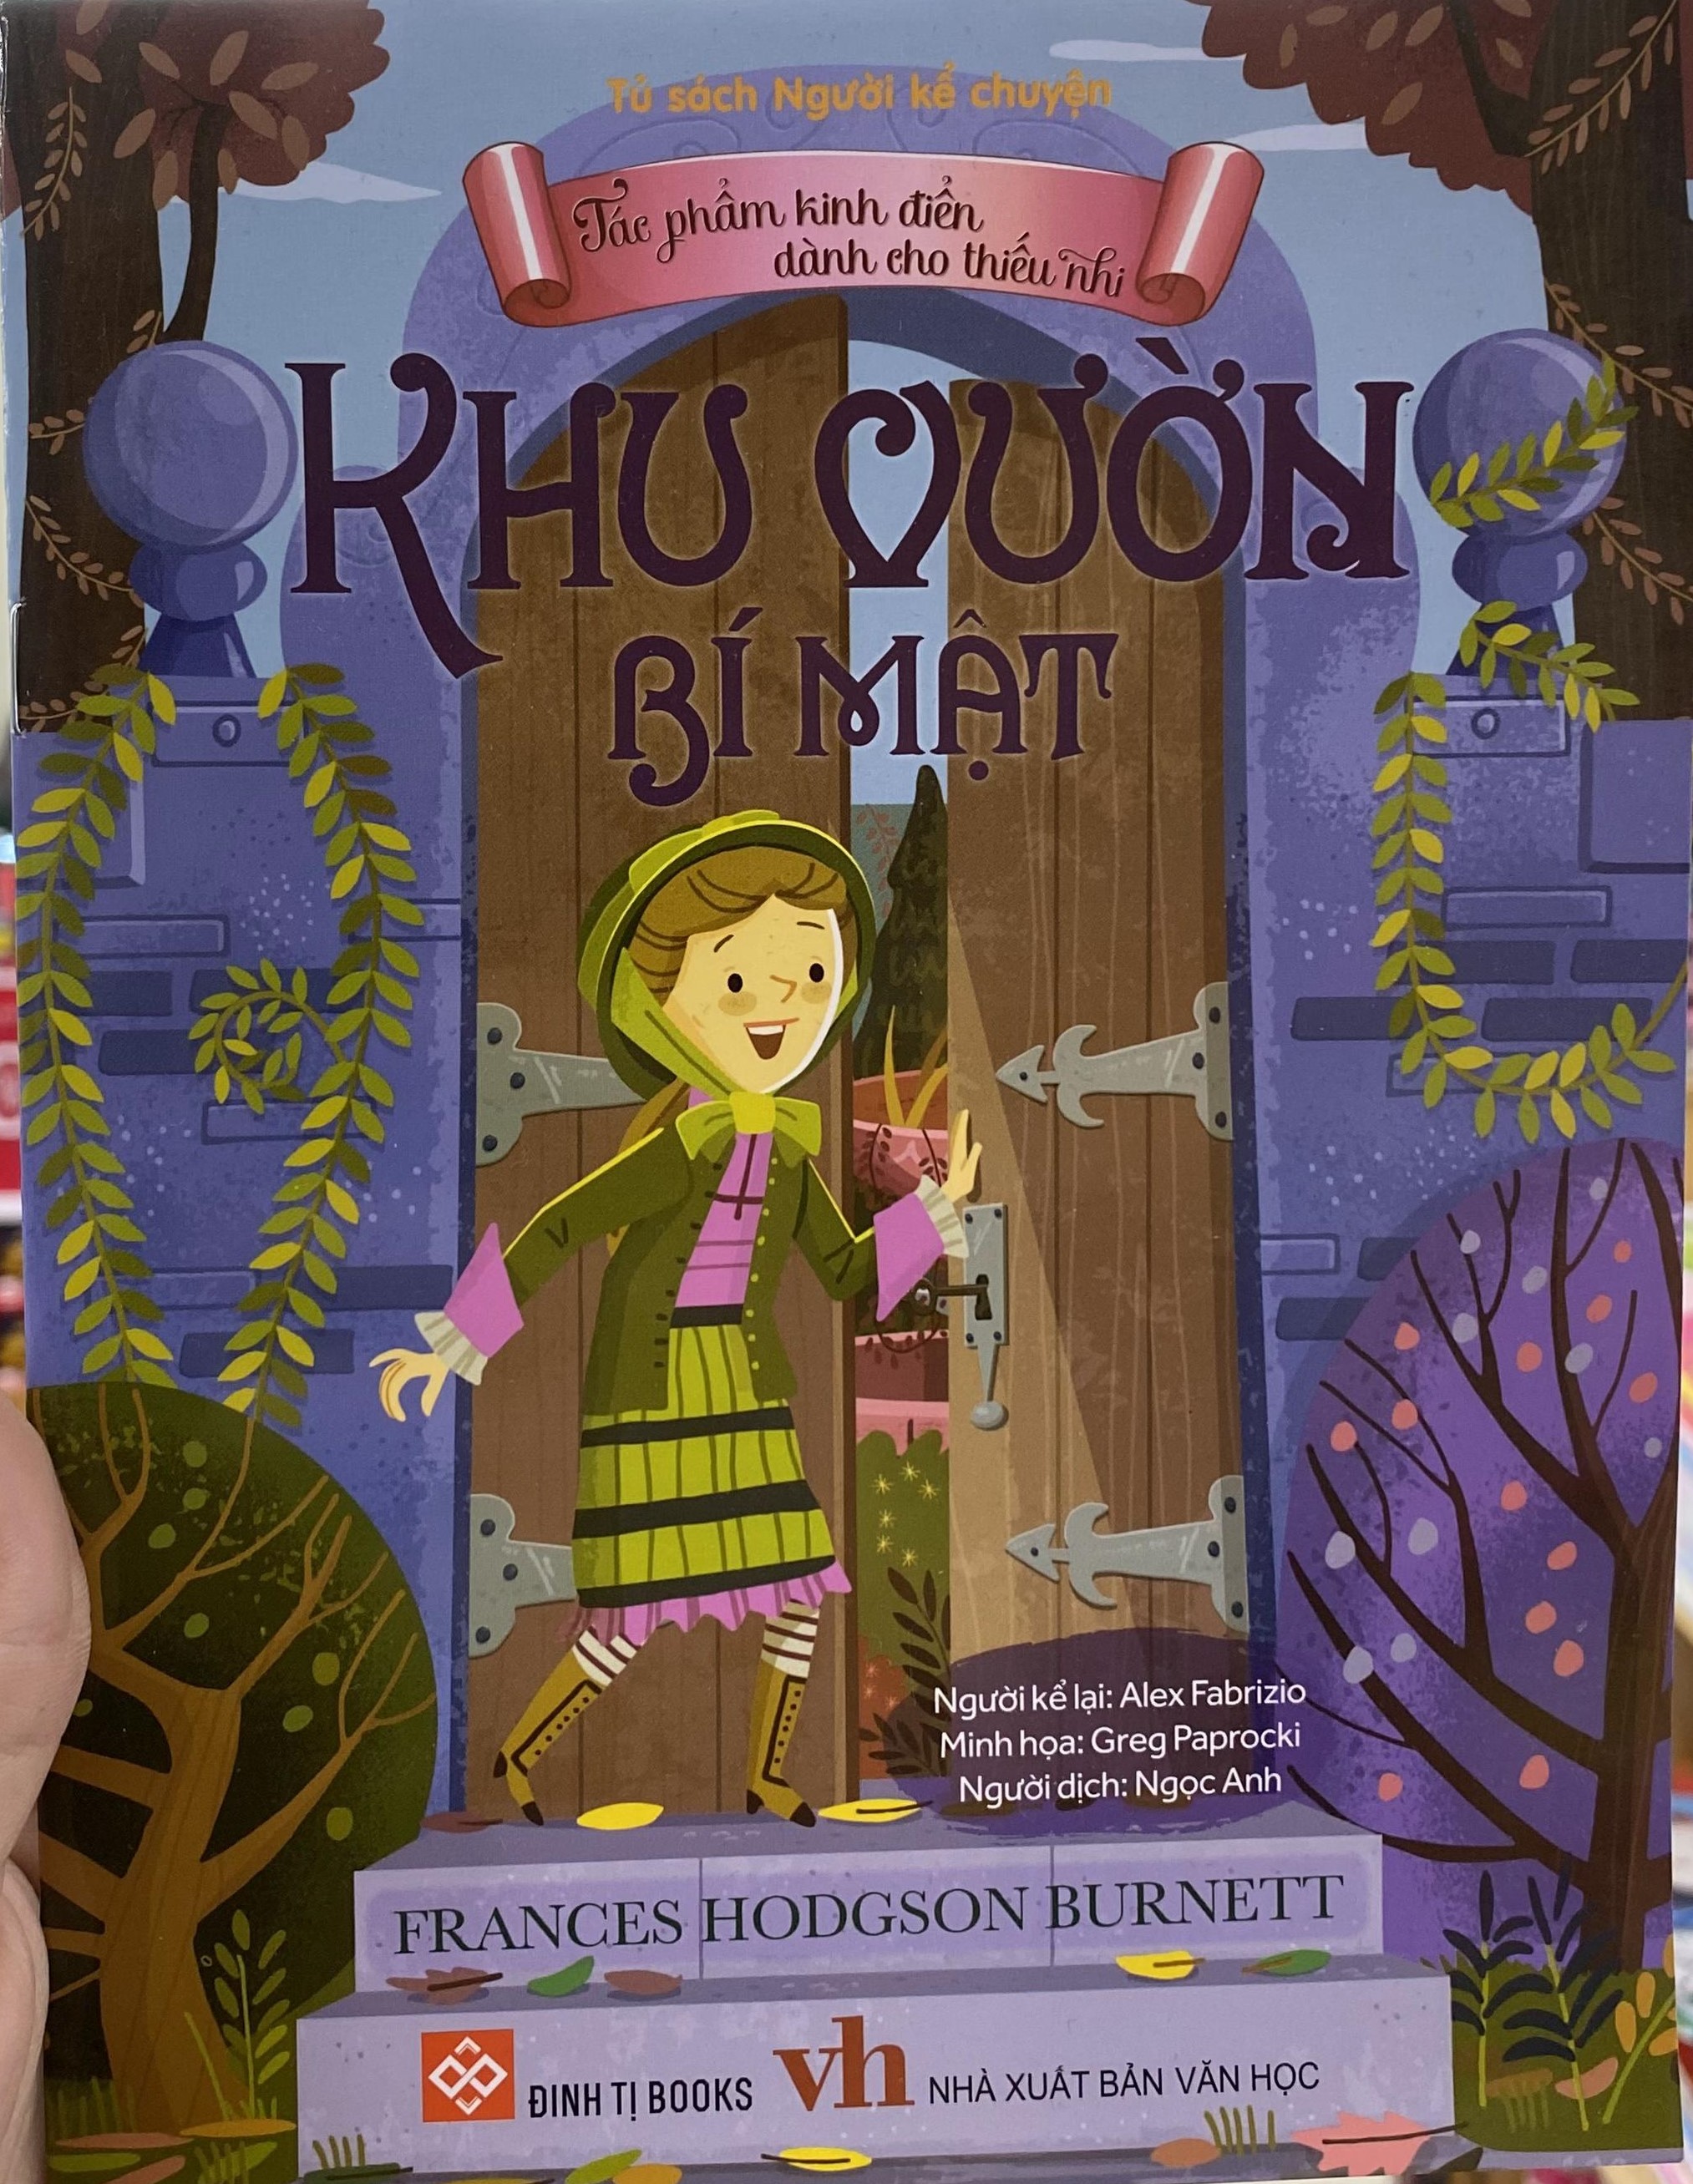 Tủ sách Người kể chuyện
Tác phẩm kinh điển
dành cho thiếu nhi
KHU VƯỜN
BÍ MẬT
Người kể lại: Alex Fabrizio
Minh họa: Greg Paprocki
Người dịch: Ngọc Anh
FRANCES HODGSON BURNETT
ĐINH TỊ BOOKS vh NHÀ XUẤT BẢN VĂN HỌC